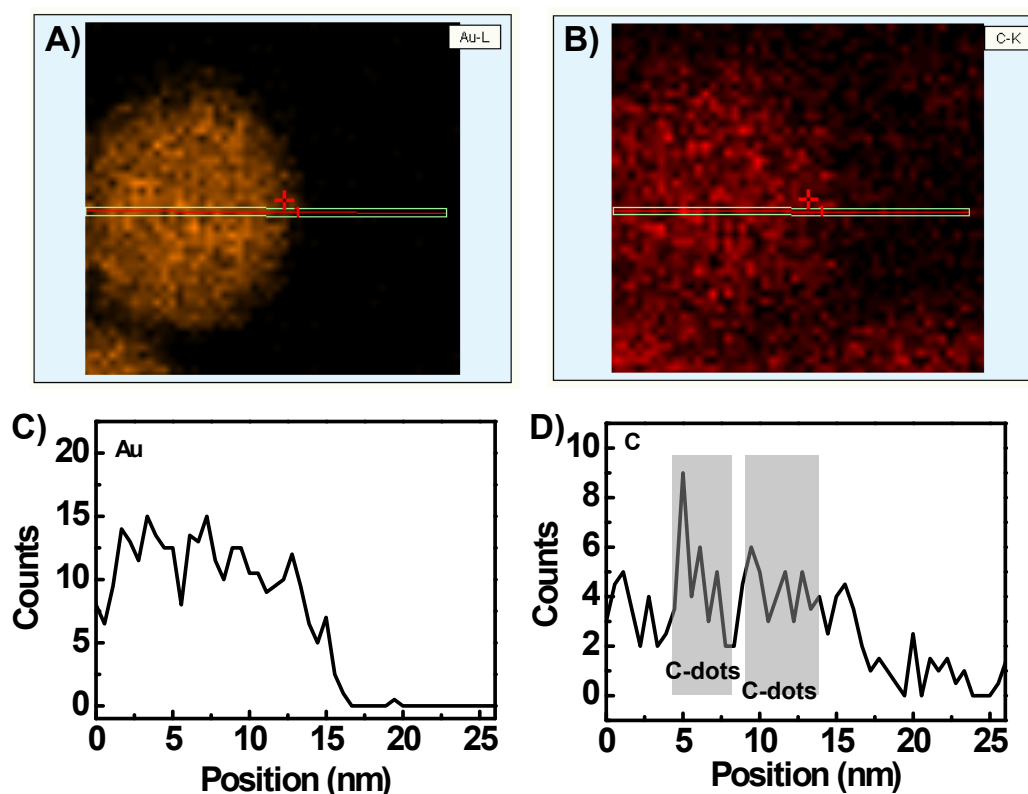 A)
Au-L
B)
C-K
C)
Au
20
15
10
5
0
Counts
0 5 10 15 20 25
Position (nm)
D)
C
10
8
6
4
2
0
Counts
C-dots
C-dots
0 5 10 15 20 25
Position (nm)